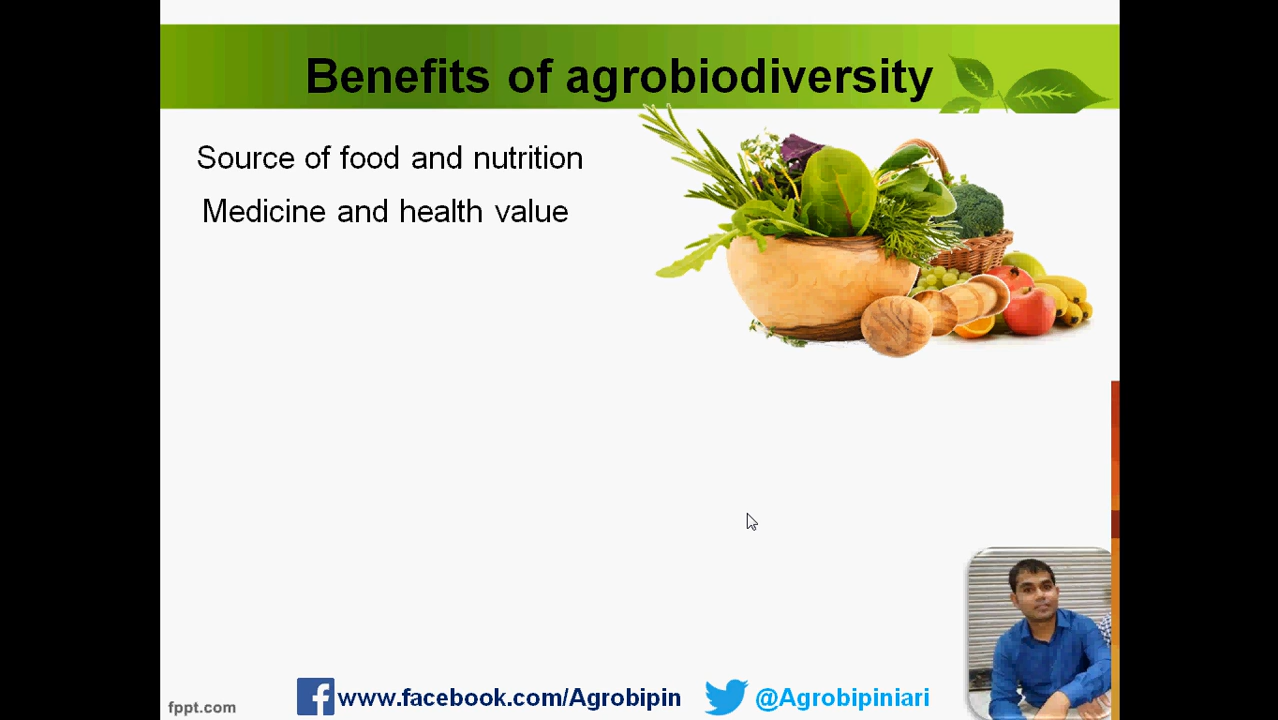 Benefits of agrobiodiversity
Source of food and nutrition
Medicine and health value
fppt.com
www.facebook.com/Agrobipin
@Agrobipiniari